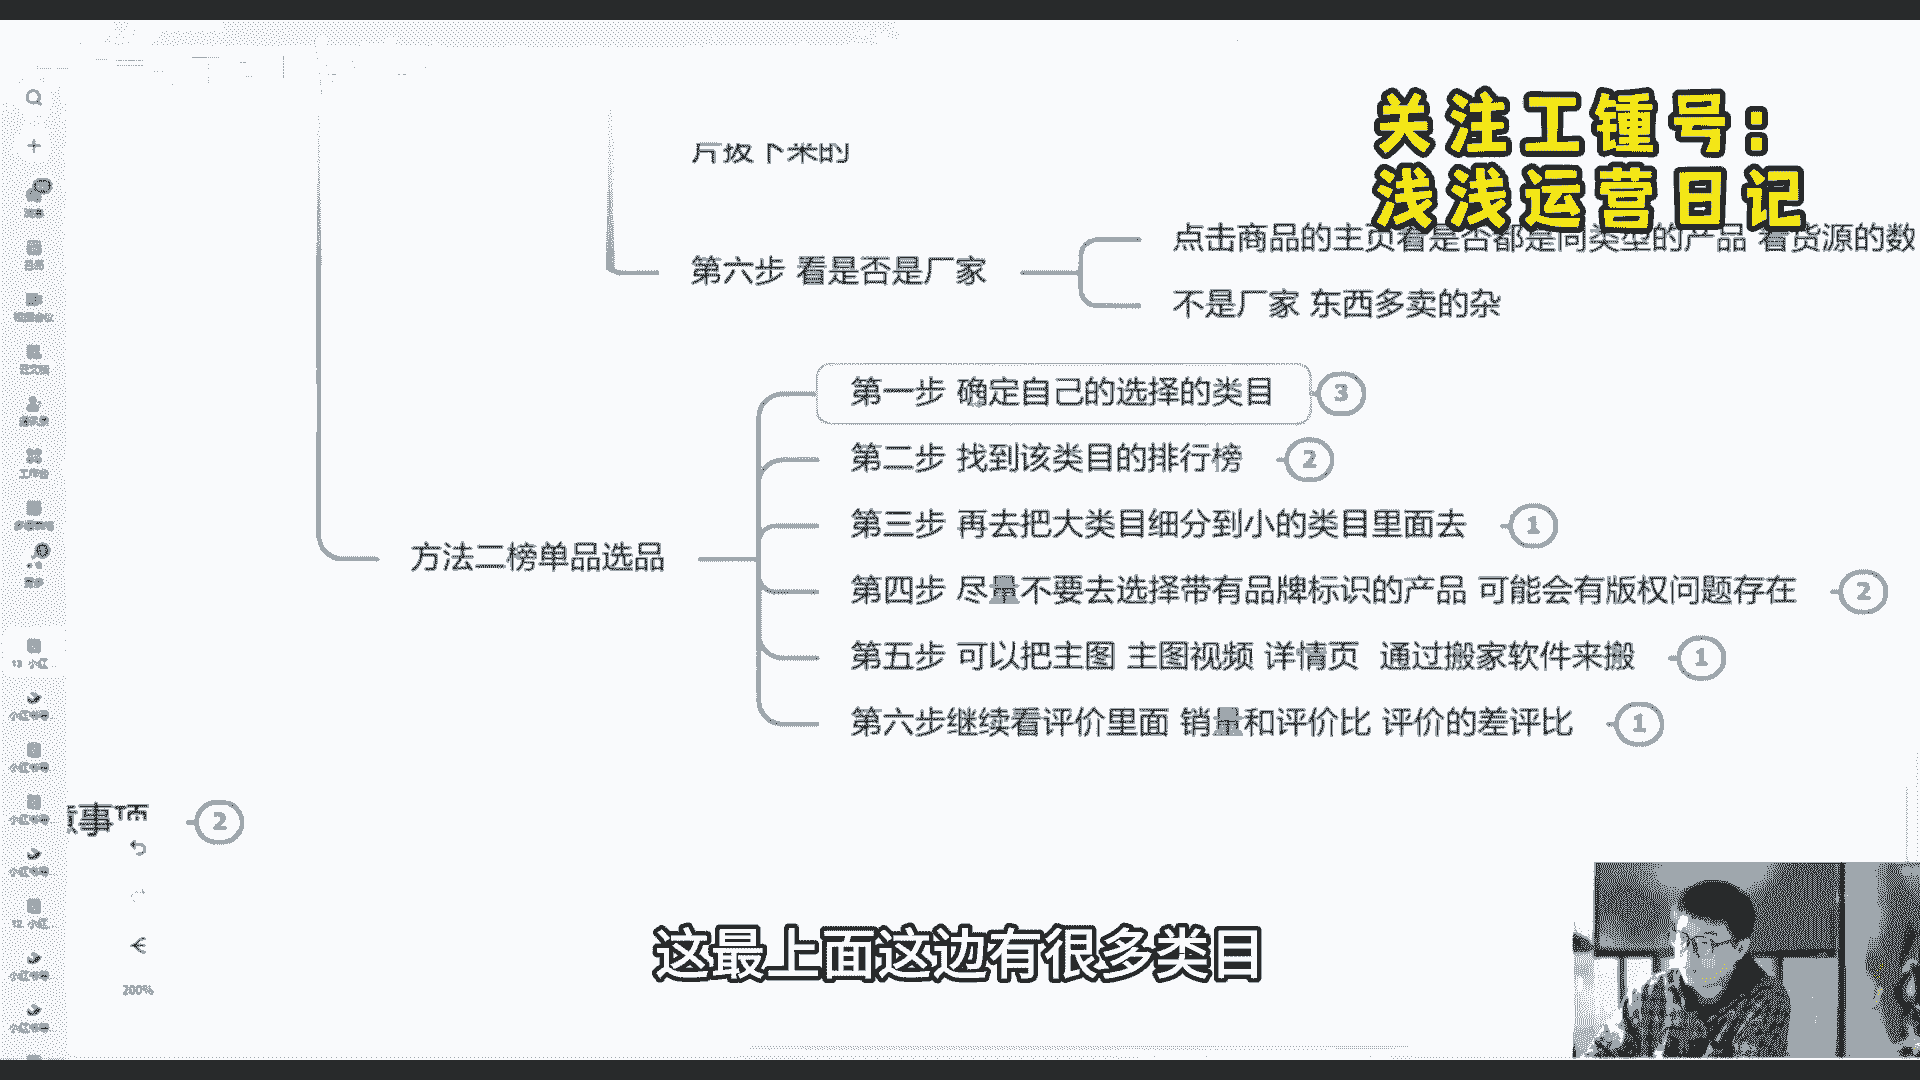 关注工锺号:
浅浅运营日记
片拔下来的
点击商品的主页看是否都是同类型的产品 看货源的数
第六步 看是否是厂家
不是厂家 东西多卖的杂
第一步 确定自己的选择的类目 3
第二步 找到该类目的排行榜 2
第三步 再去把大类目细分到小的类目里面去 1
方法二榜单品选品
第四步 尽量不要去选择带有品牌标识的产品 可能会有版权问题存在 2
第五步 可以把主图 主图视频 详情页 通过搬家软件来搬 1
第六步继续看评价里面 销量和评价比 评价的差评比 1
事项 2
这最上面这边有很多类目
工作台
200%